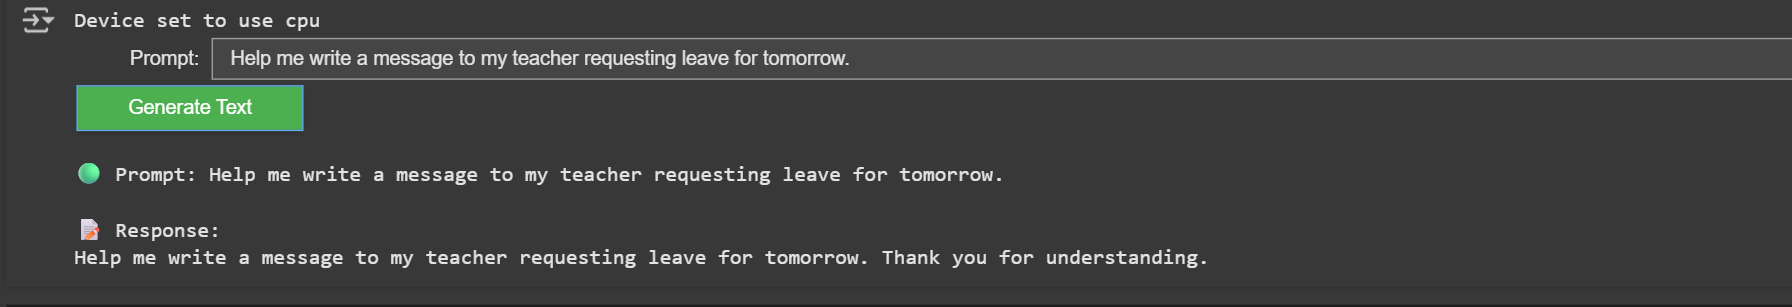 Device set to use cpu
Prompt: Help me write a message to my teacher requesting leave for tomorrow.
Generate Text
Prompt: Help me write a message to my teacher requesting leave for tomorrow.
Response:
Help me write a message to my teacher requesting leave for tomorrow. Thank you for understanding.